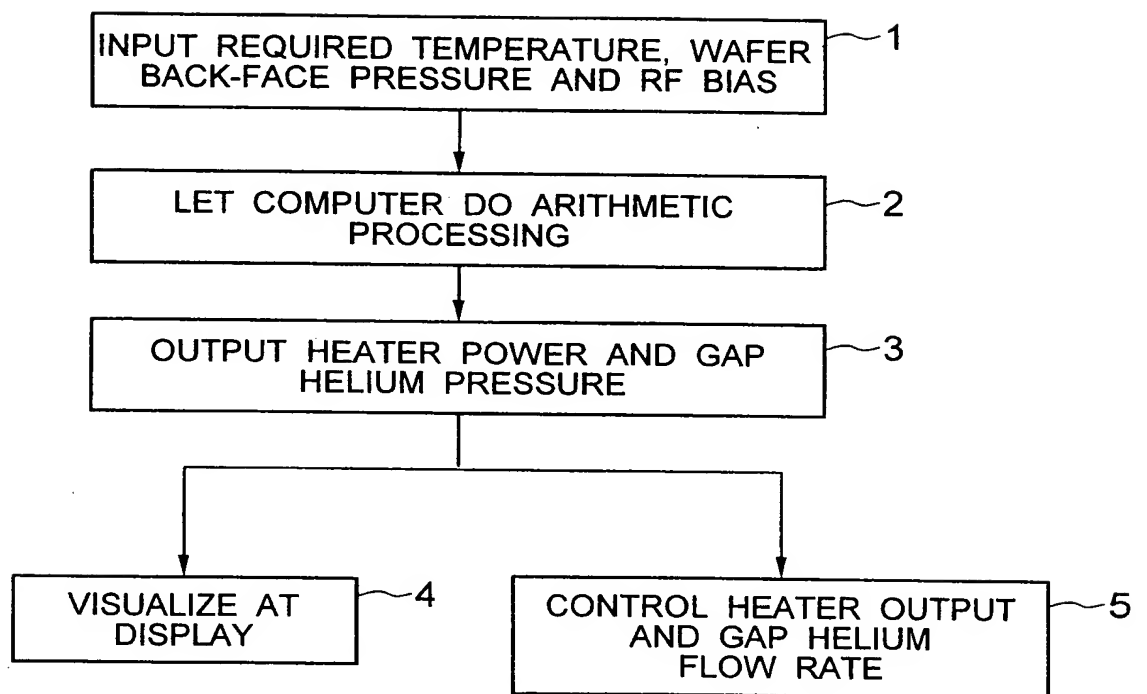 INPUT REQUIRED TEMPERATURE, WAFER
BACK-FACE PRESSURE AND RF BIAS
1
LET COMPUTER DO ARITHMETIC
PROCESSING
2
OUTPUT HEATER POWER AND GAP
HELIUM PRESSURE
3
VISUALIZE AT
DISPLAY
4
CONTROL HEATER OUTPUT
AND GAP HELIUM
FLOW RATE
5